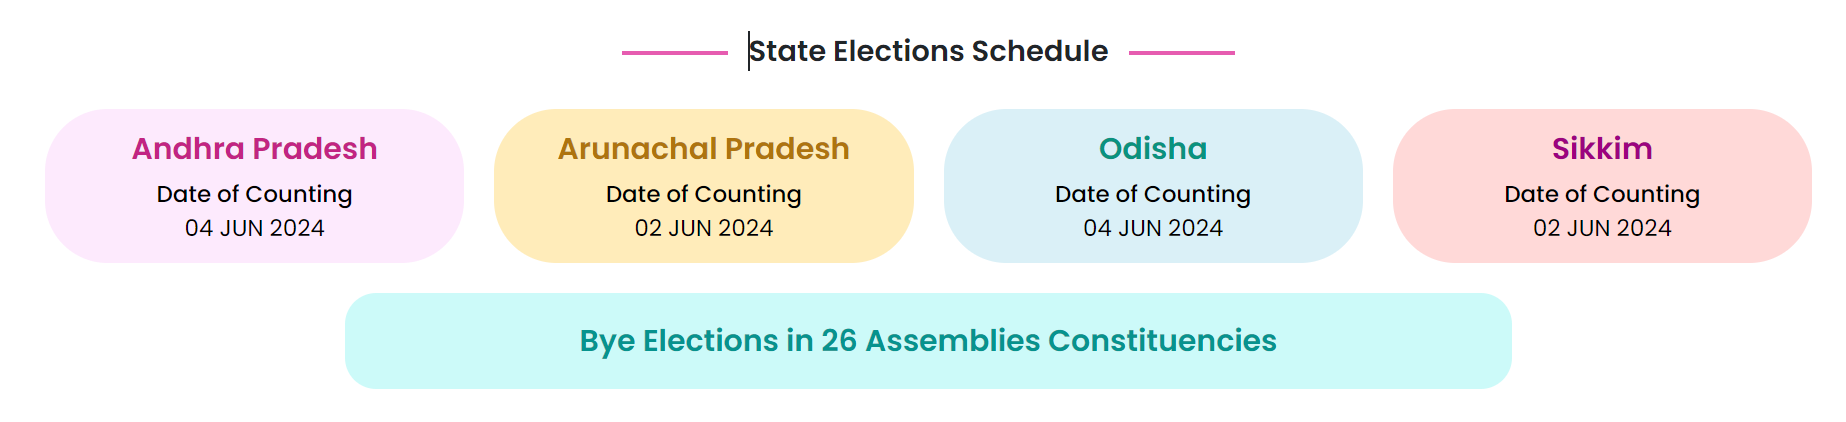 State Elections Schedule
Andhra Pradesh
Date of Counting
04 JUN 2024
Arunachal Pradesh
Date of Counting
02 JUN 2024
Odisha
Date of Counting
04 JUN 2024
Sikkim
Date of Counting
02 JUN 2024
Bye Elections in 26 Assemblies Constituencies